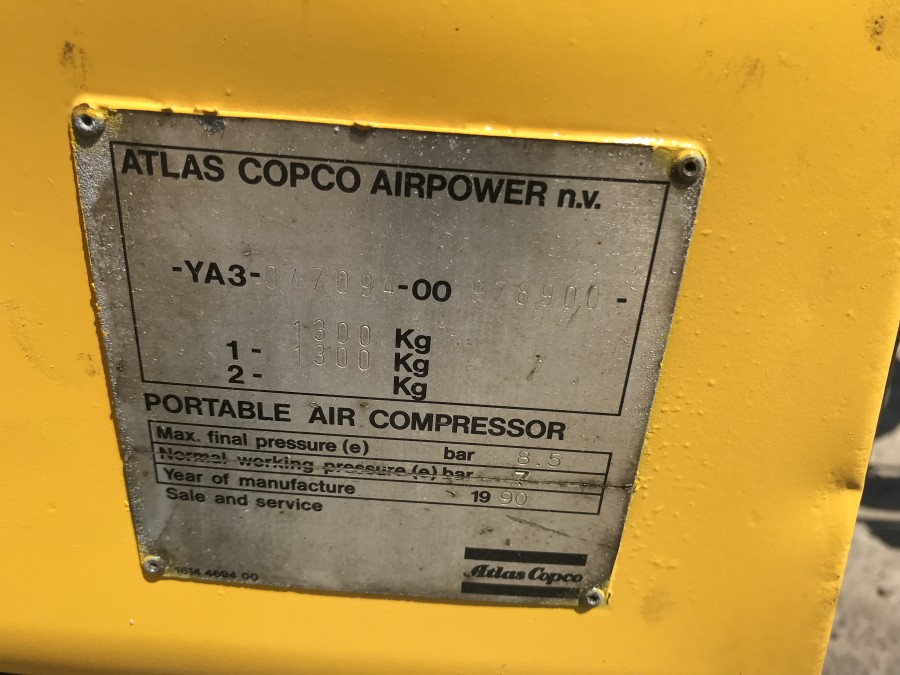 ATLAS COPCO AIRPOWER n.v.
-YA3-077094-00 928900-
1300 Kg
1- 1300 Kg
2- Kg
PORTABLE AIR COMPRESSOR
Max. final pressure (e) bar 8.5
Normal working pressure (e) bar 7
Year of manufacture 1990
Sale and service
Atlas Copco
1614 4694 00